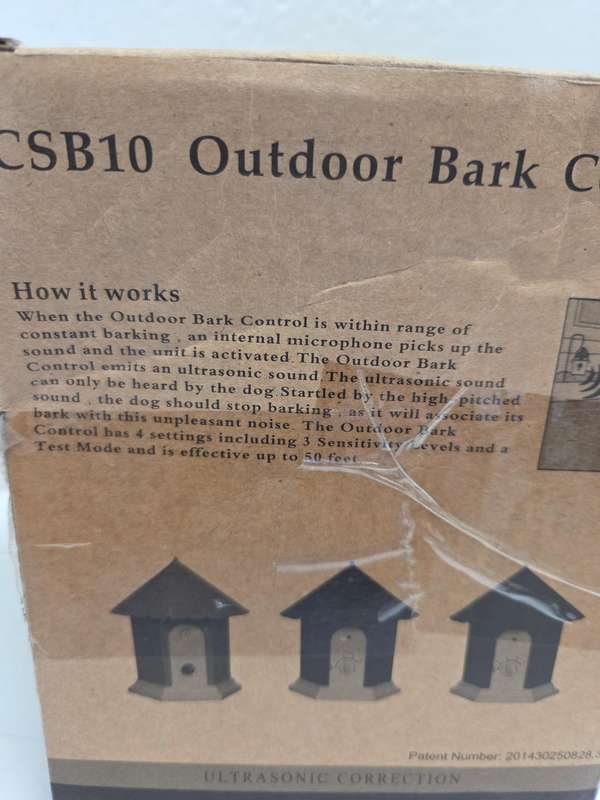 CSB10 Outdoor Bark C
How it works
When the Outdoor Bark Control is within range of
constant barking , an internal microphone picks up the
sound and the unit is activated.The Outdoor Bark
Control emits an ultrasonic sound.The ultrasonic sound
can only be heard by the dog.Startled by the high-pitched
sound , the dog should stop barking , as it will associate its
bark with this unpleasant noise. The Outdoor Bark
Control has 4 settings including 3 Sensitivity Levels and a
Test Mode and is effective up to 50 feet
Patent Number: 201430250828.3
ULTRASONIC CORRECTION